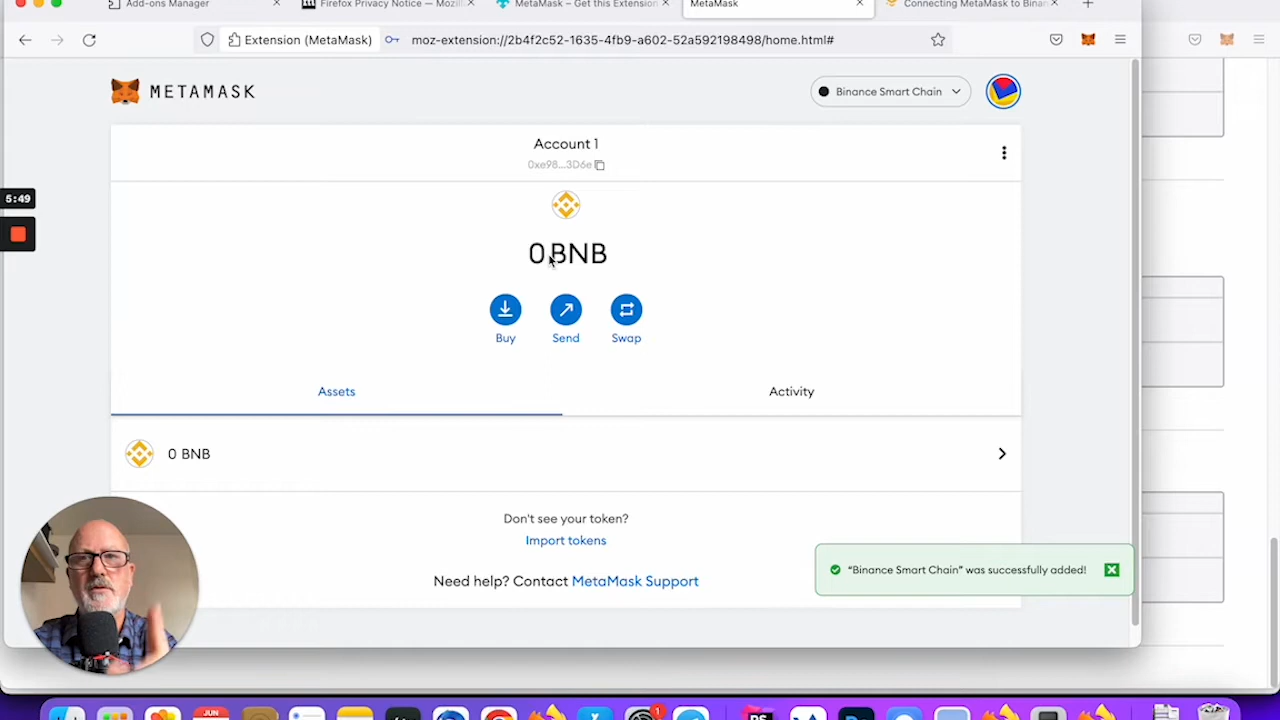 Add-ons Manager
Firefox Privacy Notice — Mozill
MetaMask – Get this Extension
MetaMask
Connecting MetaMask to Binan
Extension (MetaMask)
moz-extension://2b4f2c52-1635-4fb9-a602-52a592198498/home.html#
METAMASK
Binance Smart Chain
Account 1
0xe98...3D6e
5:49
0 BNB
Buy
Send
Swap
Assets
Activity
0 BNB
Don't see your token?
Import tokens
"Binance Smart Chain" was successfully added!
Need help? Contact MetaMask Support
JUN
1